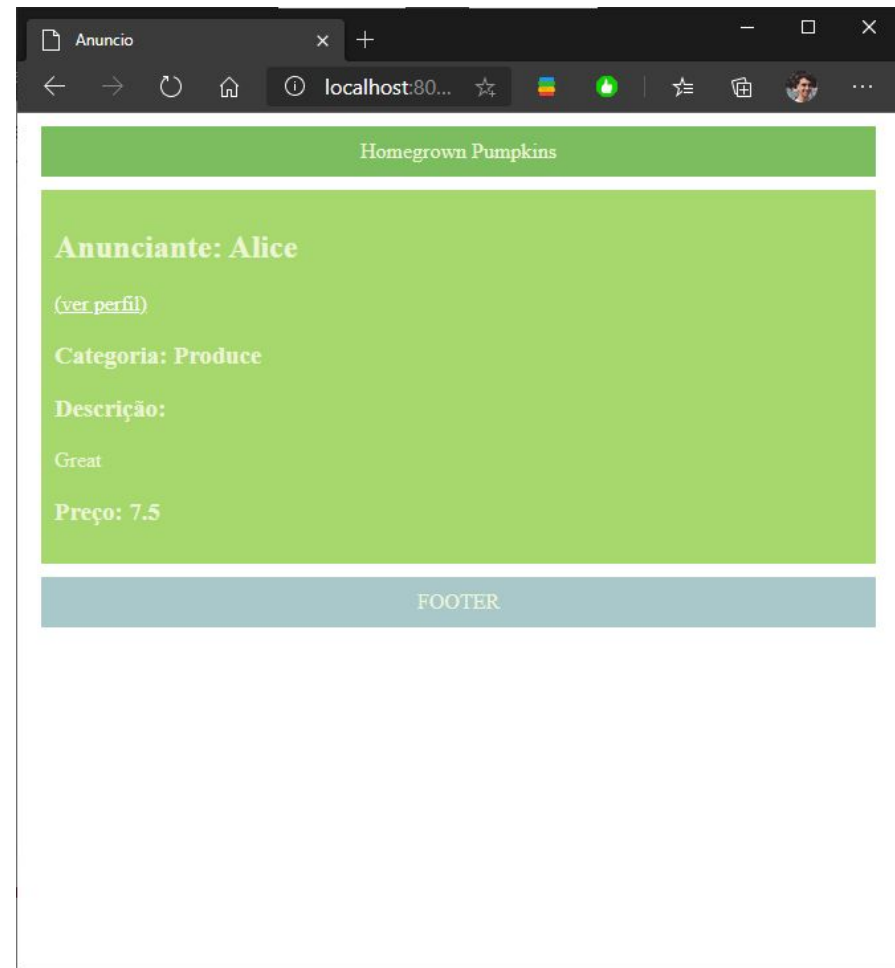 Anuncio
localhost:80...
Homegrown Pumpkins
Anunciante: Alice
(ver perfil)
Categoria: Produce
Descrição:
Great
Preço: 7.5
FOOTER